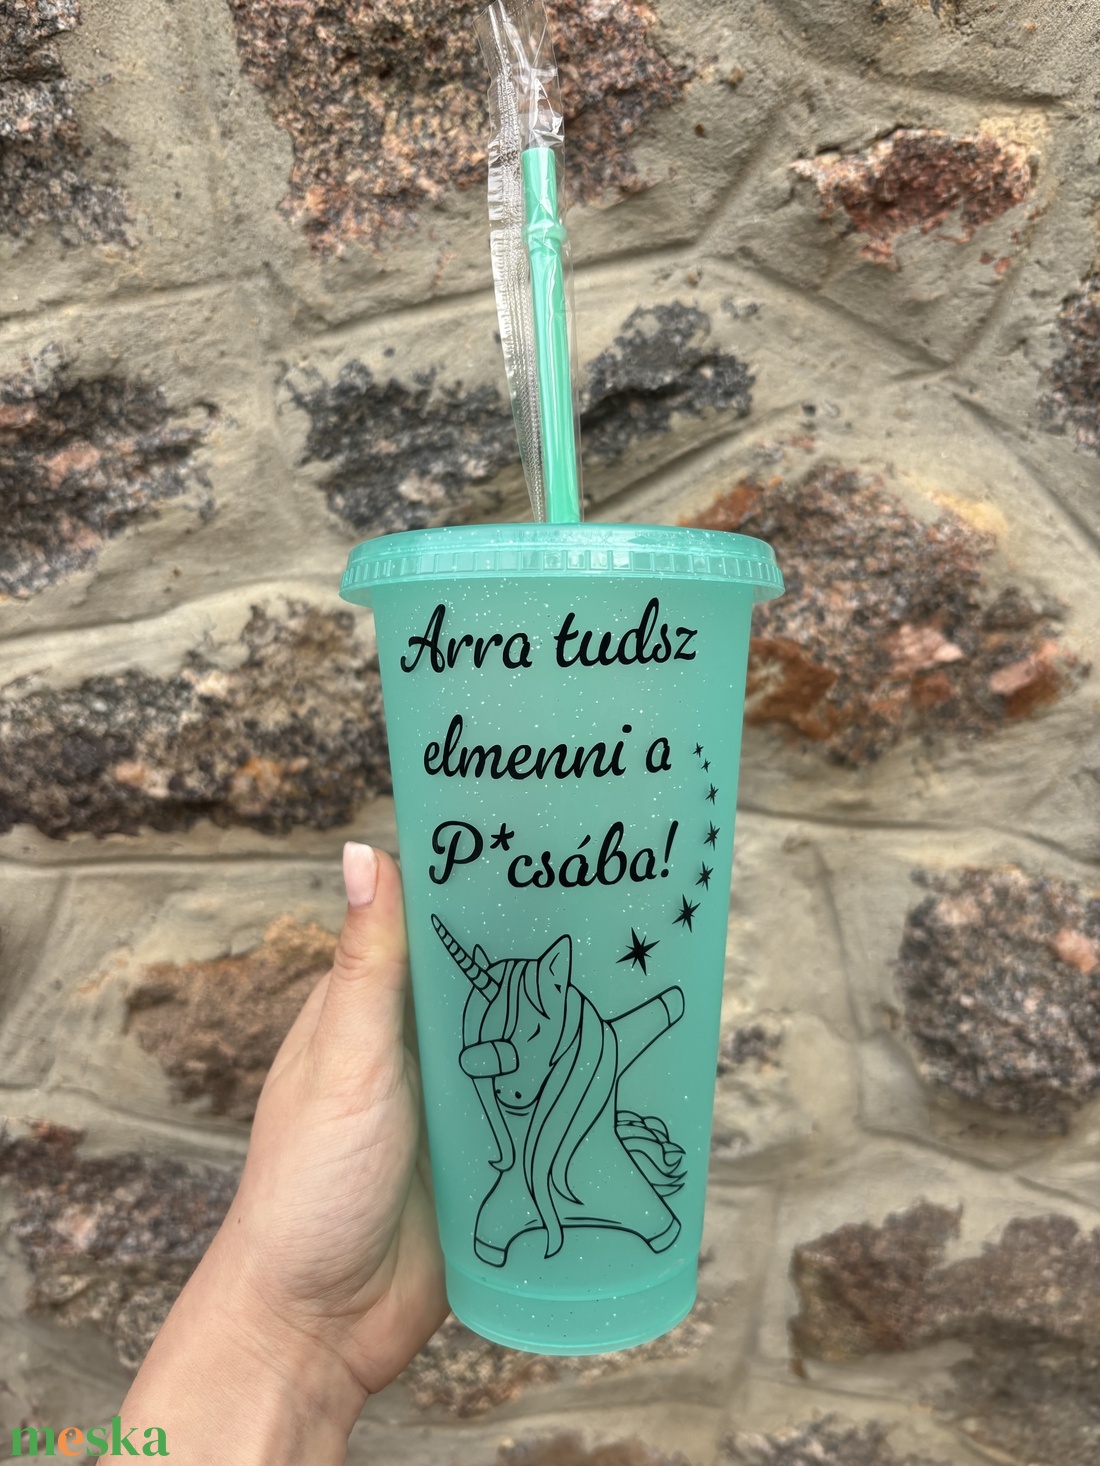 Arra tudsz
elmenni a
P*csába!
meska